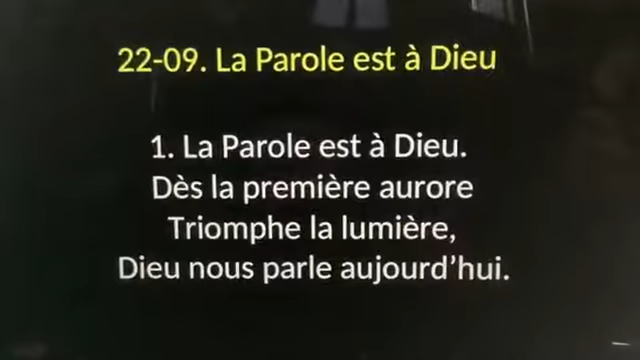 22-09. La Parole est à Dieu
1. La Parole est à Dieu.
Dès la première aurore
Triomphe la lumière,
Dieu nous parle aujourd’hui.